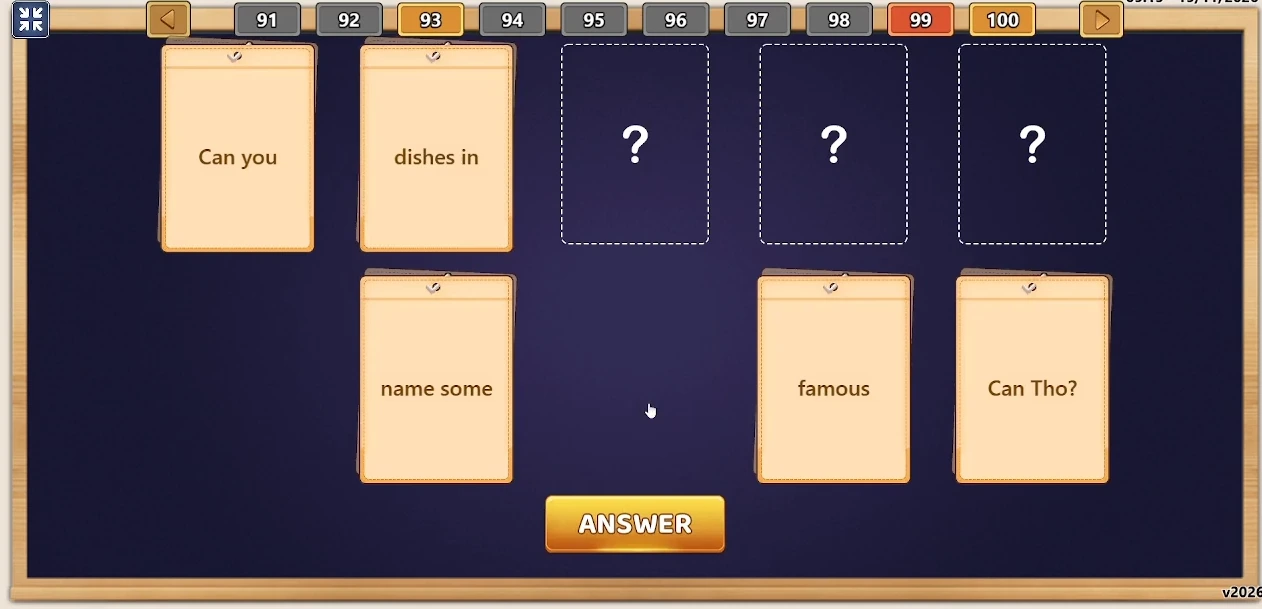 91 92 93 94 95 96 97 98 99 100
Can you
dishes in
?
?
?
name some
famous
Can Tho?
ANSWER
v2026